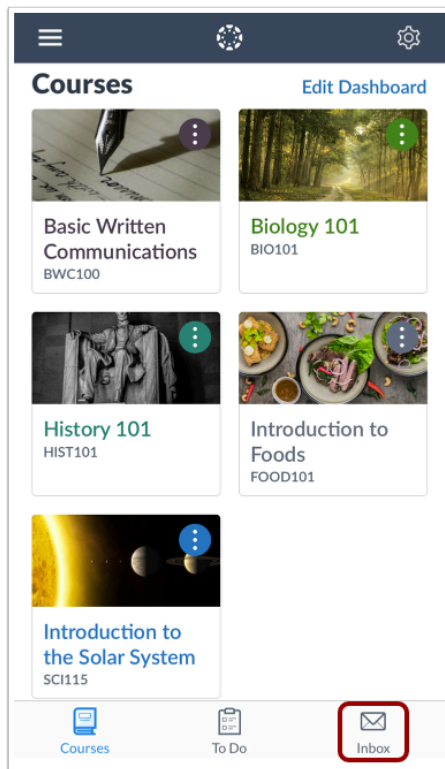 Courses
Edit Dashboard
Basic Written
Communications
BWC100
Biology 101
BIO101
History 101
HIST101
Introduction to
Foods
FOOD101
Introduction to
the Solar System
SCI115
Courses
To Do
Inbox